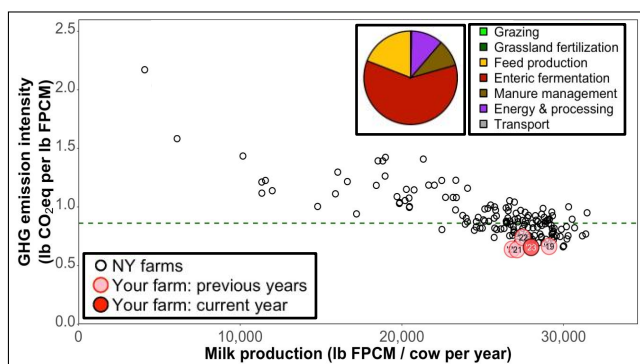 2.5
2.0
1.5
1.0
0.5
0.0
GHG emission intensity
(lb CO₂eq per lb FPCM)
Grazing
Grassland fertilization
Feed production
Enteric fermentation
Manure management
Energy & processing
Transport
'22
'21
'23
'19
NY farms
Your farm: previous years
Your farm: current year
0
10,000
20,000
30,000
Milk production (lb FPCM / cow per year)